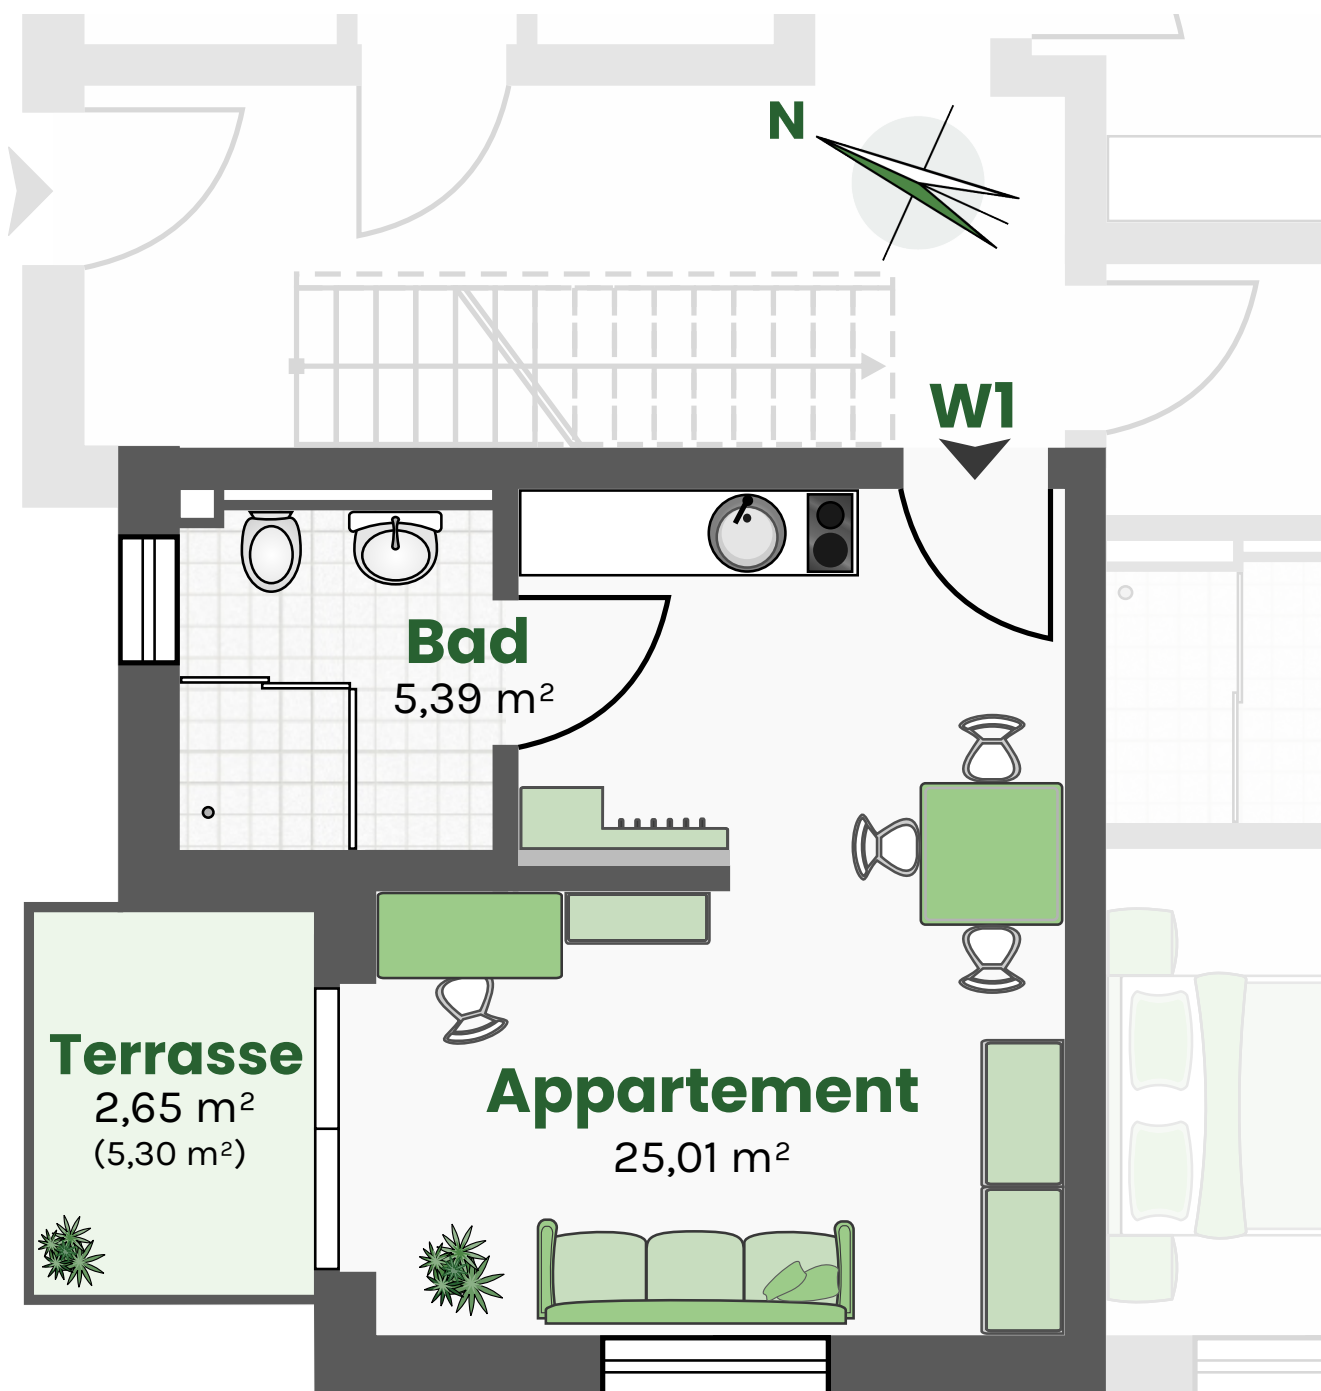 N
W1
Bad
5,39 m²
Terrasse
2,65 m²
(5,30 m²)
Appartement
25,01 m²